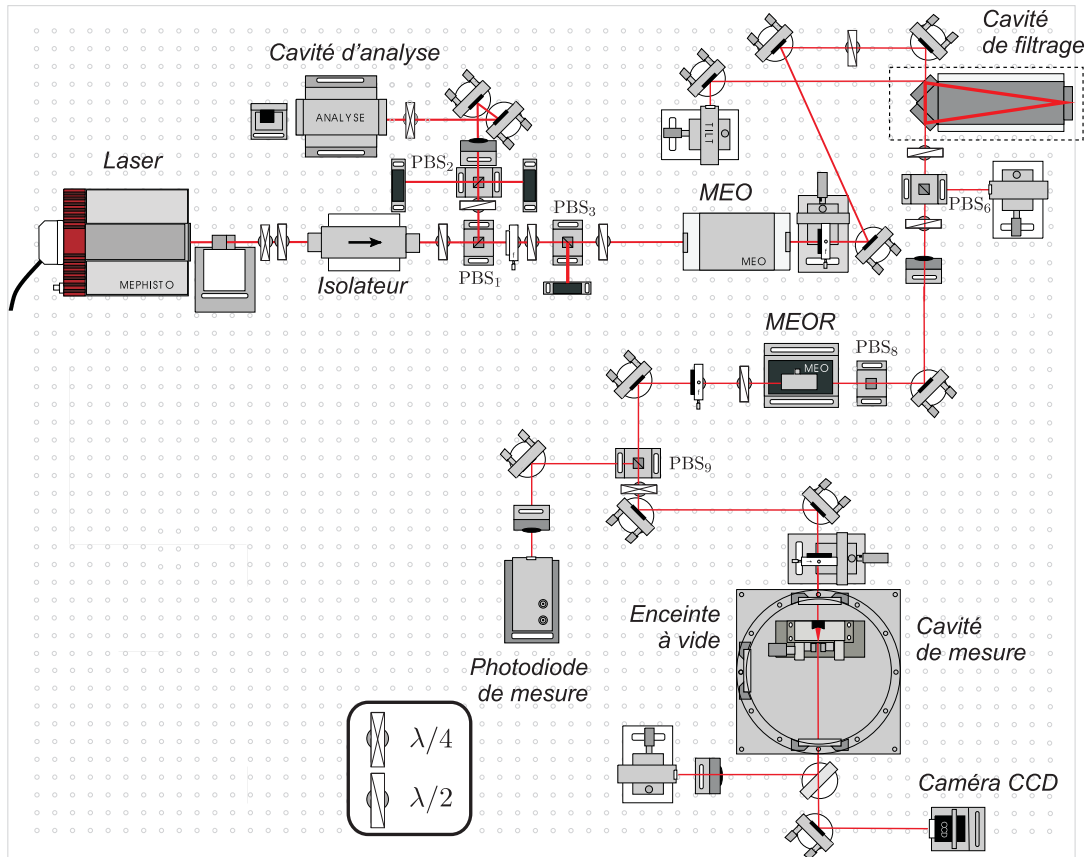 Cavité d'analyse
Cavité
de filtrage
Laser
ANALYSE
PBS2
TILT
MEO
PBS3
PBS6
MEPHISTO
Isolateur
PBS1
MEO
MEOR
PBS8
MEO
PBS9
Enceinte
à vide
Cavité
de mesure
Photodiode
de mesure
λ/4
λ/2
Caméra CCD